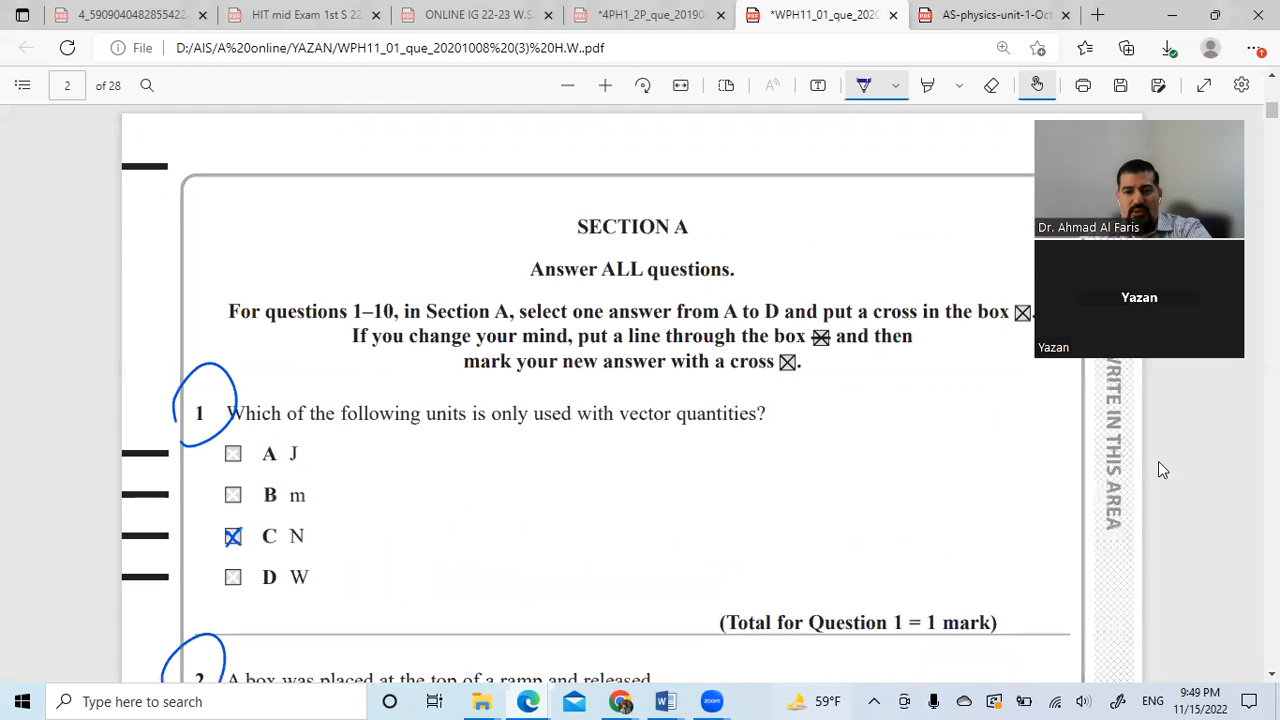 4_5909040488285542
HIT mid Exam 1st S 22
ONLINE IG 22-23 W.S.
*4PH1_2P_que_20190
*WPH11_01_que_202
AS-physics-unit-1-Oct
File
D:/AIS/A%20online/YAZAN/WPH11_01_que_20201008%20(3)%20H.W..pdf
2 of 28
Dr. Ahmad Al Faris
Yazan
Yazan
SECTION A
Answer ALL questions.
For questions 1–10, in Section A, select one answer from A to D and put a cross in the box
If you change your mind, put a line through the box and then
mark your new answer with a cross
1 Which of the following units is only used with vector quantities?
A J
B m
C N
D W
(Total for Question 1 = 1 mark)
2 A box was placed at the top of a ramp and released
WRITE IN THIS AREA
Type here to search
59°F
ENG
9:49 PM
11/15/2022